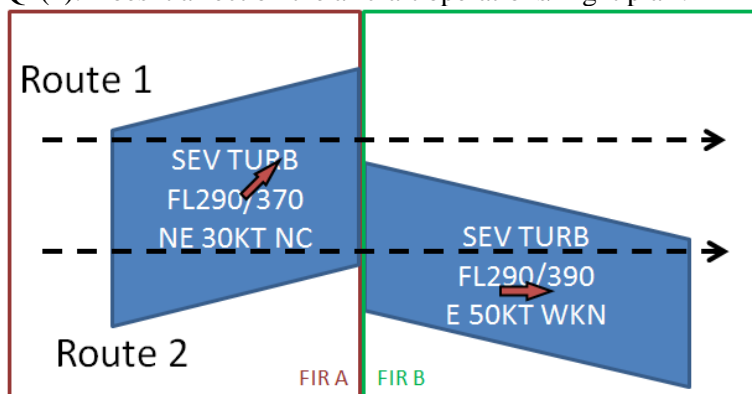 Route 1
SEV TURB
FL290/370
NE 30KT NC
SEV TURB
FL290/390
E 50KT WKN
Route 2
FIR A
FIR B